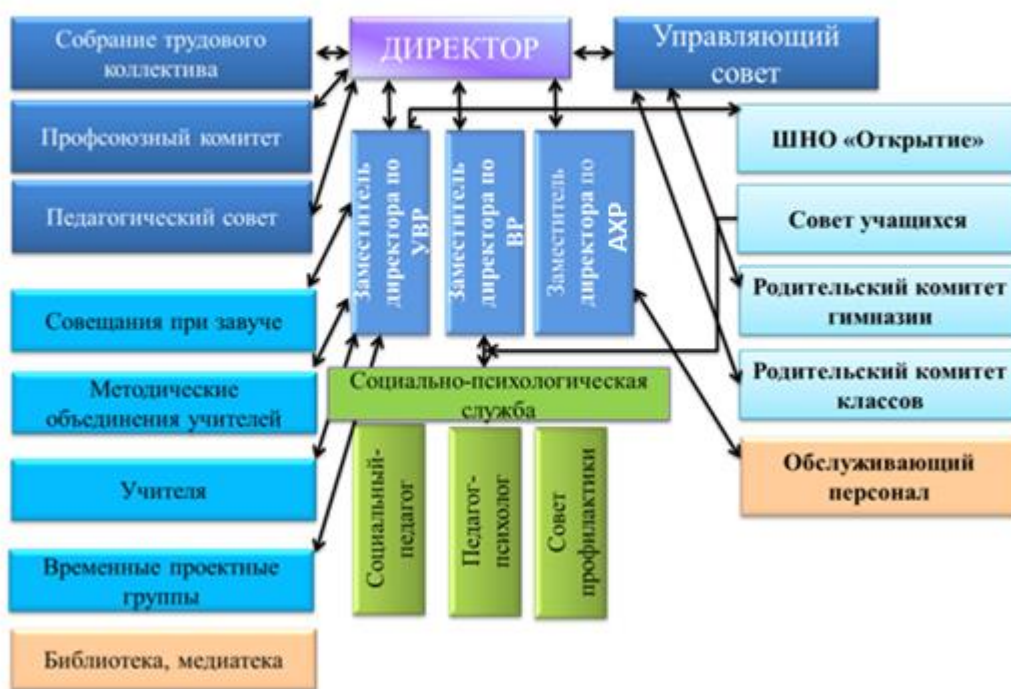 Собрание трудового
коллектива
ДИРЕКТОР
Управляющий
совет
Профсоюзный комитет
Педагогический совет
Заместитель
директора по
УВР
Заместитель
директора по
ВР
Заместитель
директора по
АХР
ШНО «Открытие»
Совет учащихся
Родительский комитет
гимназии
Родительский комитет
классов
Обслуживающий
персонал
Совещания при завуче
Методические
объединения учителей
Учителя
Временные проектные
группы
Библиотека, медиатека
Социально-психологическая
служба
Социальный-
педагог
Педагог-
психолог
Совет
профилактики